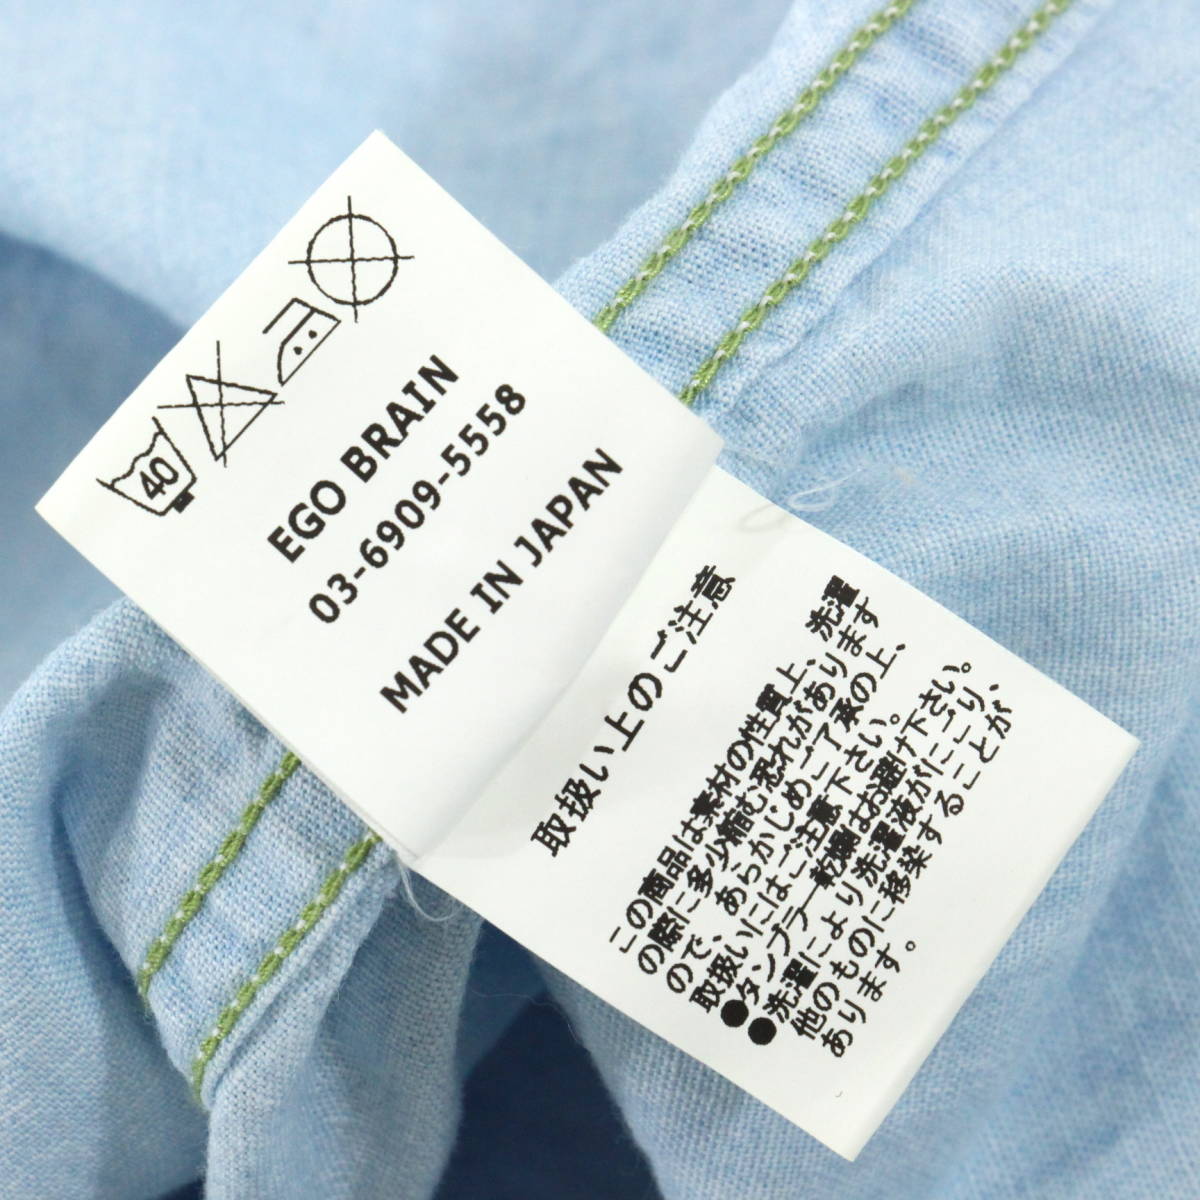 40
EGO BRAIN
03-6909-5558
MADE IN JAPAN
取扱い上のご注意
この商品は素材の性質上、洗濯
の際に多少縮む恐れがあります
ので、あらかじめご了承の上、
取扱いにはご注意下さい。
●タンブラー乾燥はお避け下さい。
●洗濯により洗濯液がにごり、
他のものに移染することが
あります。